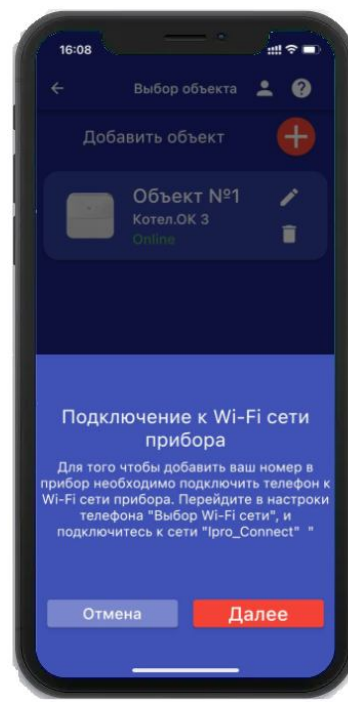 16:08
Выбор объекта
Добавить объект
Объект №1
Котел.ОК 3
Online
Подключение к Wi-Fi сети
прибора
Для того чтобы добавить ваш номер в
прибор необходимо подключить телефон к
Wi-Fi сети прибора. Перейдите в настроки
телефона "Выбор Wi-Fi сети", и
подключитесь к сети "Ipro_Connect" "
Отмена
Далее